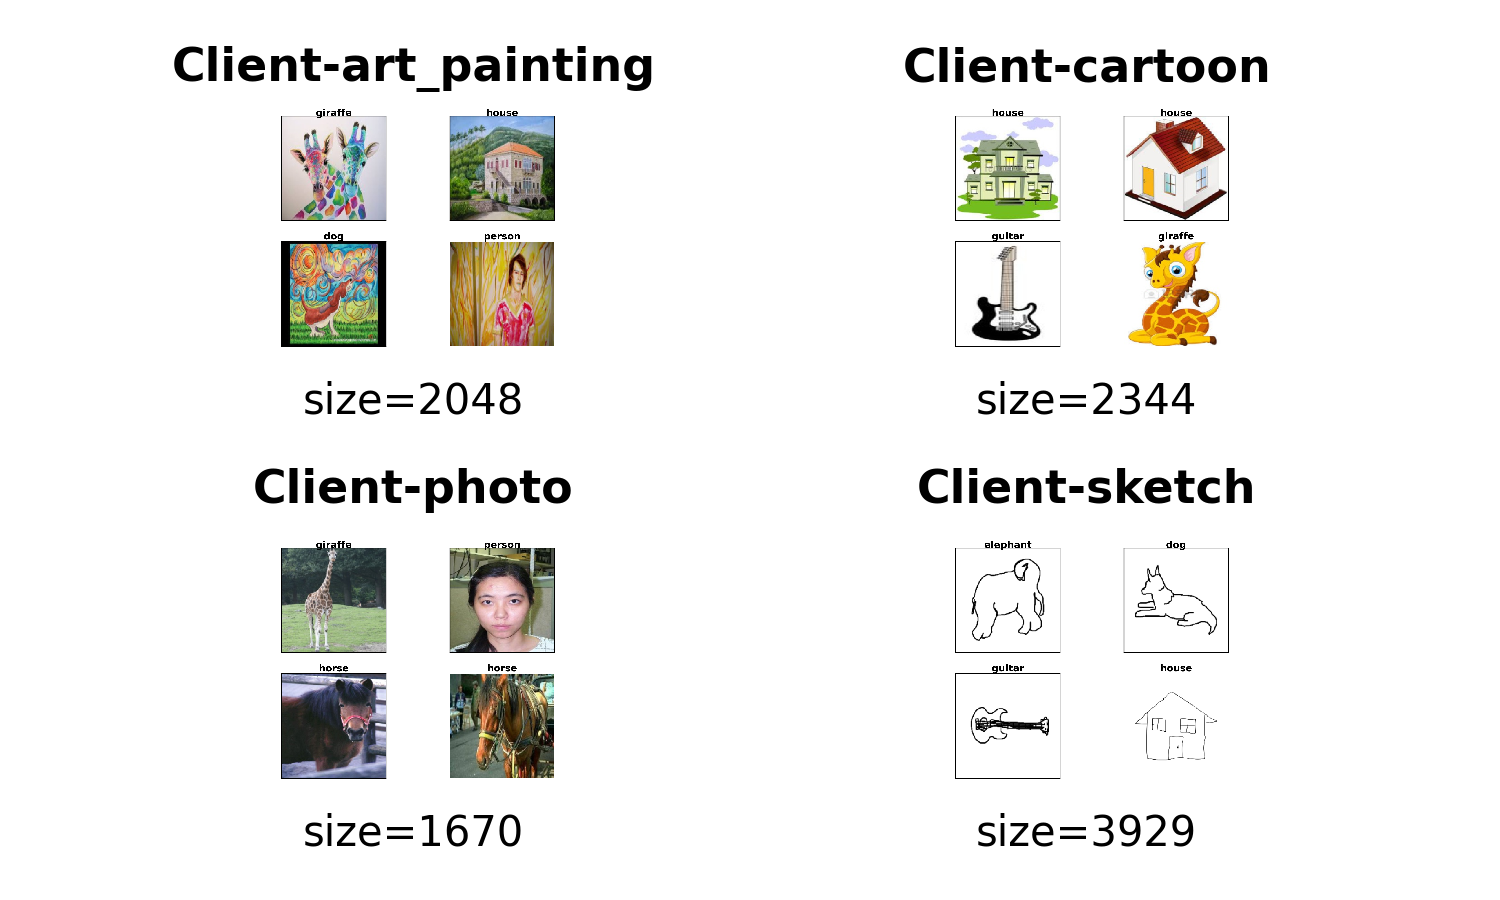 Client-art_painting
giraffe
house
dog
person
size=2048
Client-cartoon
house
house
guitar
giraffe
size=2344
Client-photo
giraffe
person
horse
horse
size=1670
Client-sketch
elephant
dog
guitar
house
size=3929